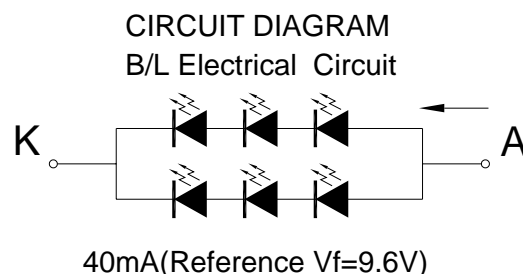 CIRCUIT DIAGRAM
B/L Electrical Circuit
K A
40mA(Reference Vf=9.6V)